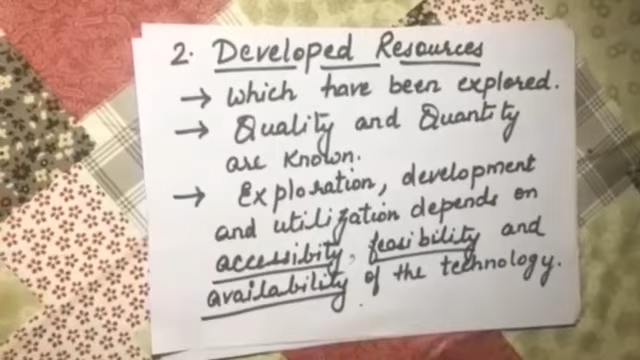 2. Developed Resources
→ which have been explored.
→ Quality and Quantity
are known.
→ Exploration, development
and utilization depends on
accessibity, feasibility and
availability of the technology.